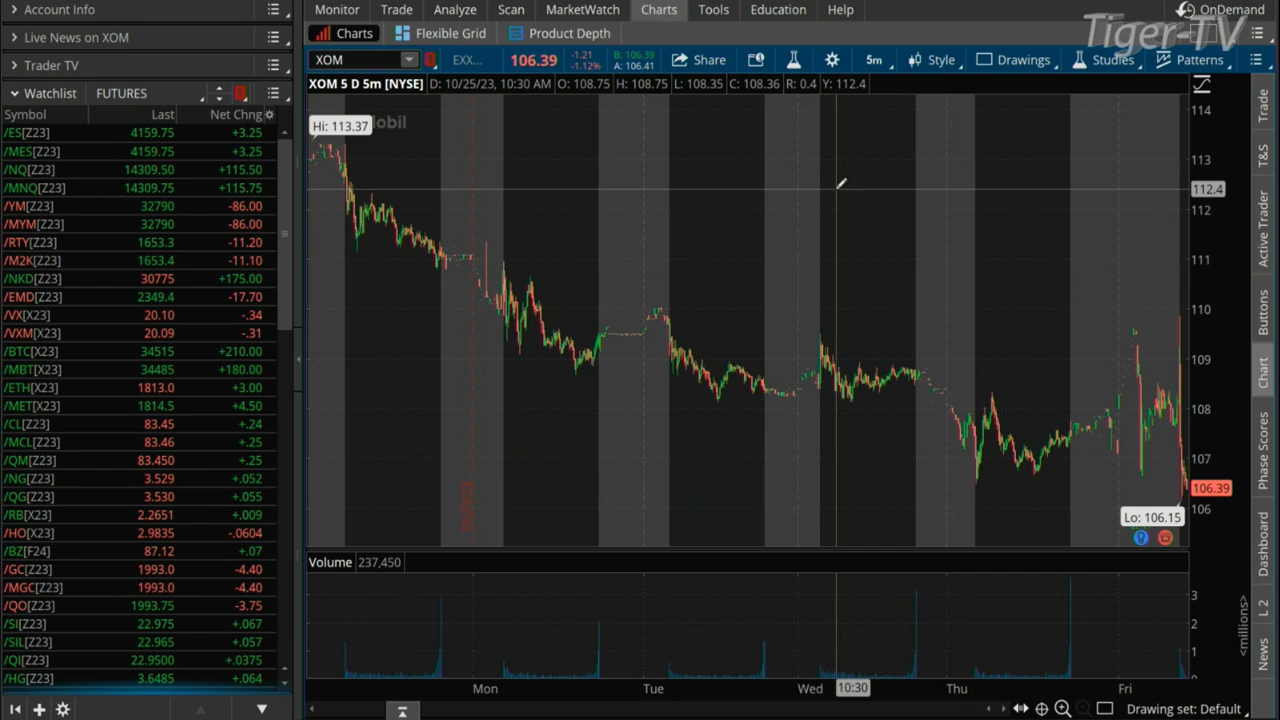 Account Info
Live News on XOM
Tracker TV
Watchlist FUTURES
Symbol Last Net Chng
/ES[Z23] 4159.75 +3.25
/MES[Z23] 4159.75 +3.25
/NQ[Z23] 14309.50 +115.50
/MNQ[Z23] 14309.75 +115.75
/YM[Z23] 32790 -86.00
/MYM[Z23] 32790 -86.00
/RTY[Z23] 1653.3 -11.20
/M2K[Z23] 1653.4 -11.10
/NKD[Z23] 30775 +175.00
/EMD[Z23] 2349.4 -17.70
/VX[X23] 20.10 -.34
/VXM[X23] 20.09 -.31
/BTC[X23] 34515 +210.00
/MBT[X23] 34485 +180.00
/ETH[X23] 1813.0 +3.00
/MET[X23] 1814.5 +4.50
/CL[Z23] 83.45 +.24
/MCL[Z23] 83.46 +.25
/QM[Z23] 83.450 +.25
/NG[Z23] 3.529 +.052
/QG[Z23] 3.530 +.055
/RB[X23] 2.2651 +.009
/HO[X23] 2.9835 -.0604
/BZ[F24] 87.12 +.07
/GC[Z23] 1993.0 -4.40
/MGC[Z23] 1993.0 -4.40
/QO[Z23] 1993.75 -3.75
/SI[Z23] 22.975 +.067
/SIL[Z23] 22.965 +.057
/QI[Z23] 22.9500 +.0375
/HG[Z23] 3.6485 +.064
Monitor Trade Analyze Scan MarketWatch Charts Tools Education Help
OnDemand
Tiger-TV
Charts Flexible Grid Product Depth
XOM EXX... 106.39 -1.21 -1.12% B: 106.39 A: 106.41 Share 5m Style Drawings Studies Patterns
XOM 5 D 5m [NYSE] D: 10/25/23, 10:30 AM O: 108.75 H: 108.75 L: 108.35 C: 108.36 R: 0.4 Y: 112.4
Hi: 113.37
114
113
112.4
112
111
110
109
108
107
106.39
106
Lo: 106.15
Volume 237,450
3
2
1
<millions>
Mon Tue Wed 10:30 Thu Fri
Drawing set: Default
Trade
T&S
Active Trader
Buttons
Chart
Phase Scores
Dashboard
L 2
News